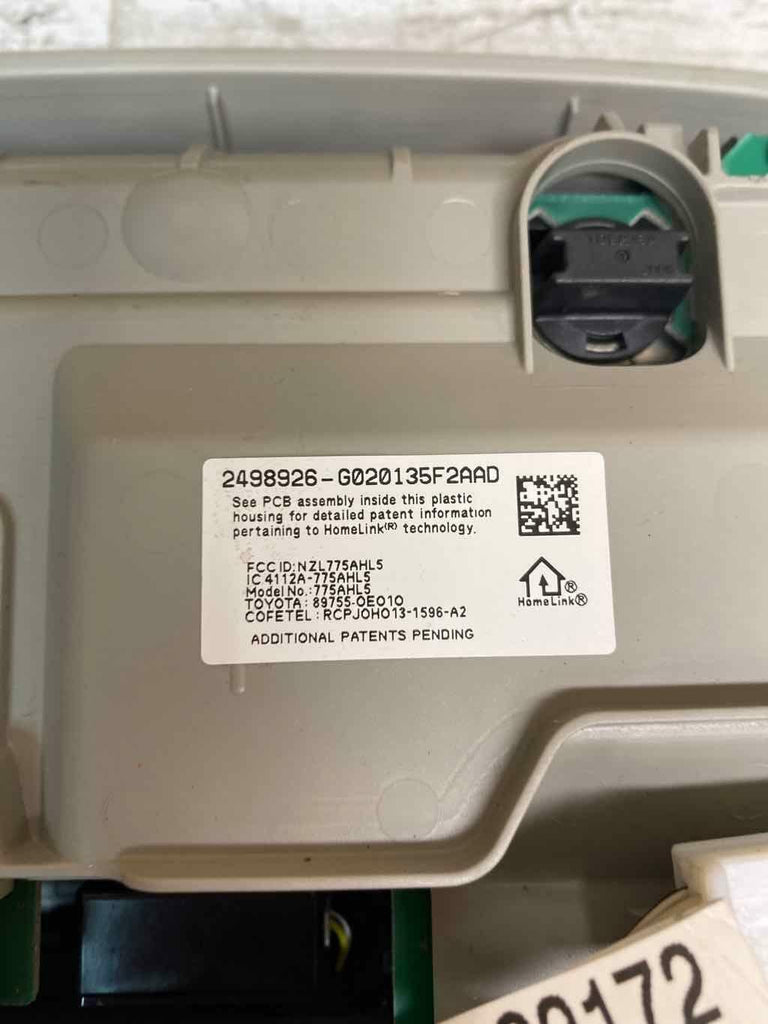 2498926-G020135F2AAD
See PCB assembly inside this plastic
housing for detailed patent information
pertaining to HomeLink(R) technology.
FCC ID:NZL775AHL5
IC 4112A-775AHL5
Model No.:775AHL5
TOYOTA: 89755-0E010
COFETEL: RCPJOHO13-1596-A2
ADDITIONAL PATENTS PENDING
®
HomeLink®
0172